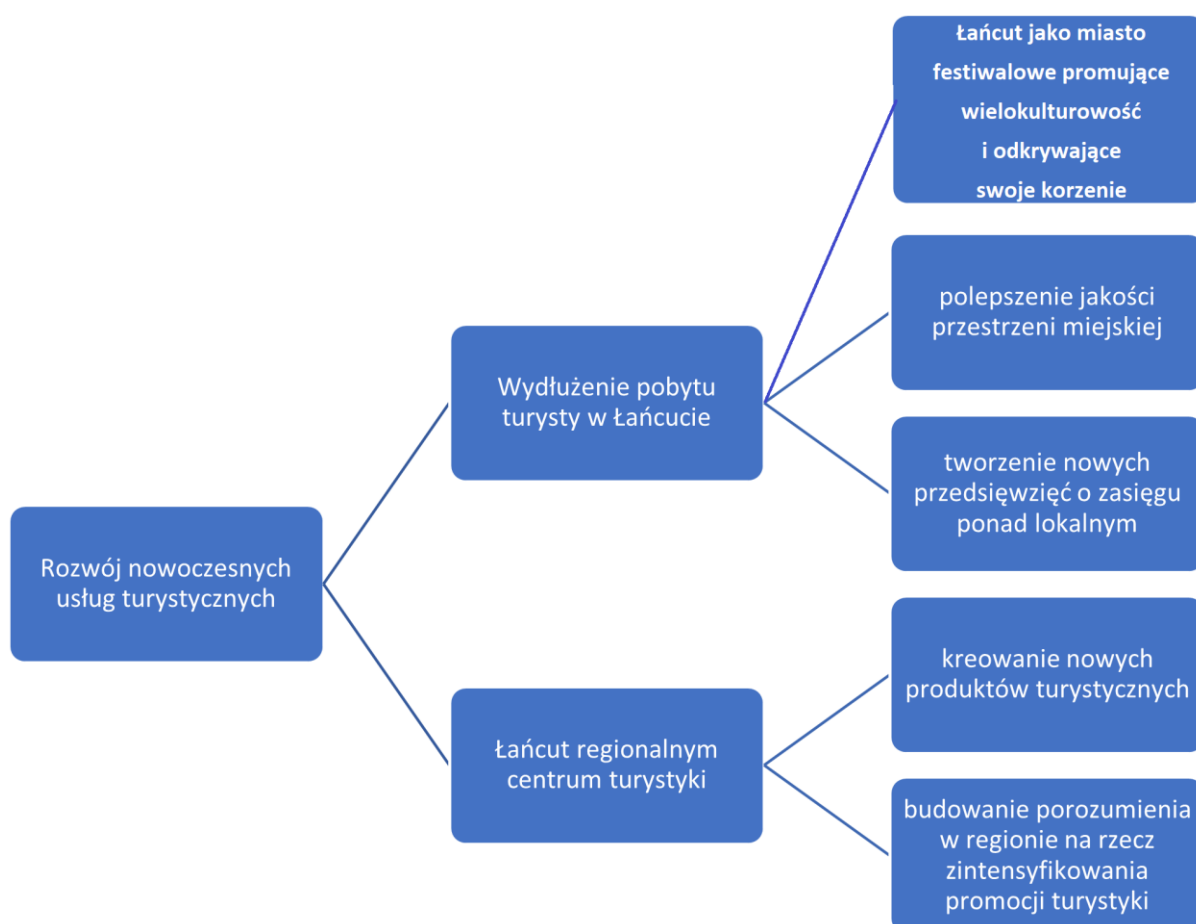 Łańcut jako miasto
festiwalowe promujące
wielokulturowość
i odkrywające
swoje korzenie
polepszenie jakości
przestrzeni miejskiej
Wydłużenie pobytu
turysty w Łańcucie
tworzenie nowych
przedsięwzięć o zasięgu
ponad lokalnym
Rozwój nowoczesnych
usług turystycznych
kreowanie nowych
produktów turystycznych
Łańcut regionalnym
centrum turystyki
budowanie porozumienia
w regionie na rzecz
zintensyfikowania
promocji turystyki